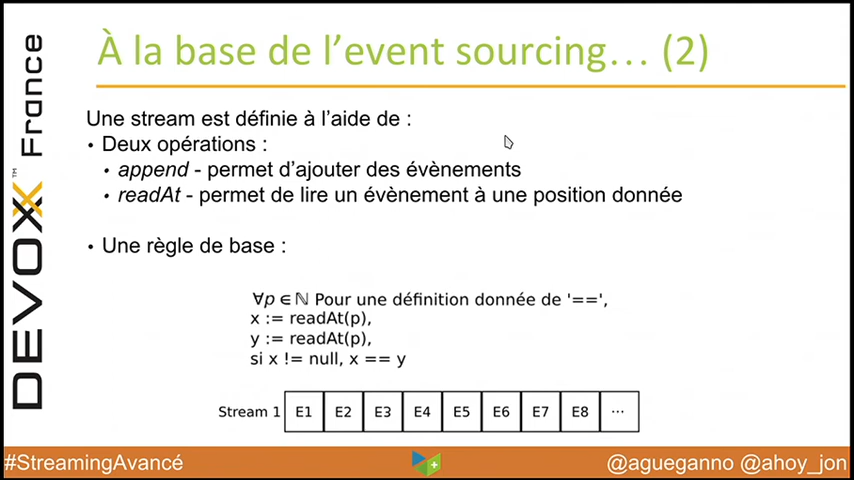 À la base de l’event sourcing… (2)
DEVOXX™ France
Une stream est définie à l’aide de :
• Deux opérations :
• append - permet d’ajouter des évènements
• readAt - permet de lire un évènement à une position donnée
• Une règle de base :
∀p ∈ ℕ Pour une définition donnée de '==',
x := readAt(p),
y := readAt(p),
si x != null, x == y
Stream 1 E1 E2 E3 E4 E5 E6 E7 E8 ...
#StreamingAvancé @agueganno @ahoy_jon